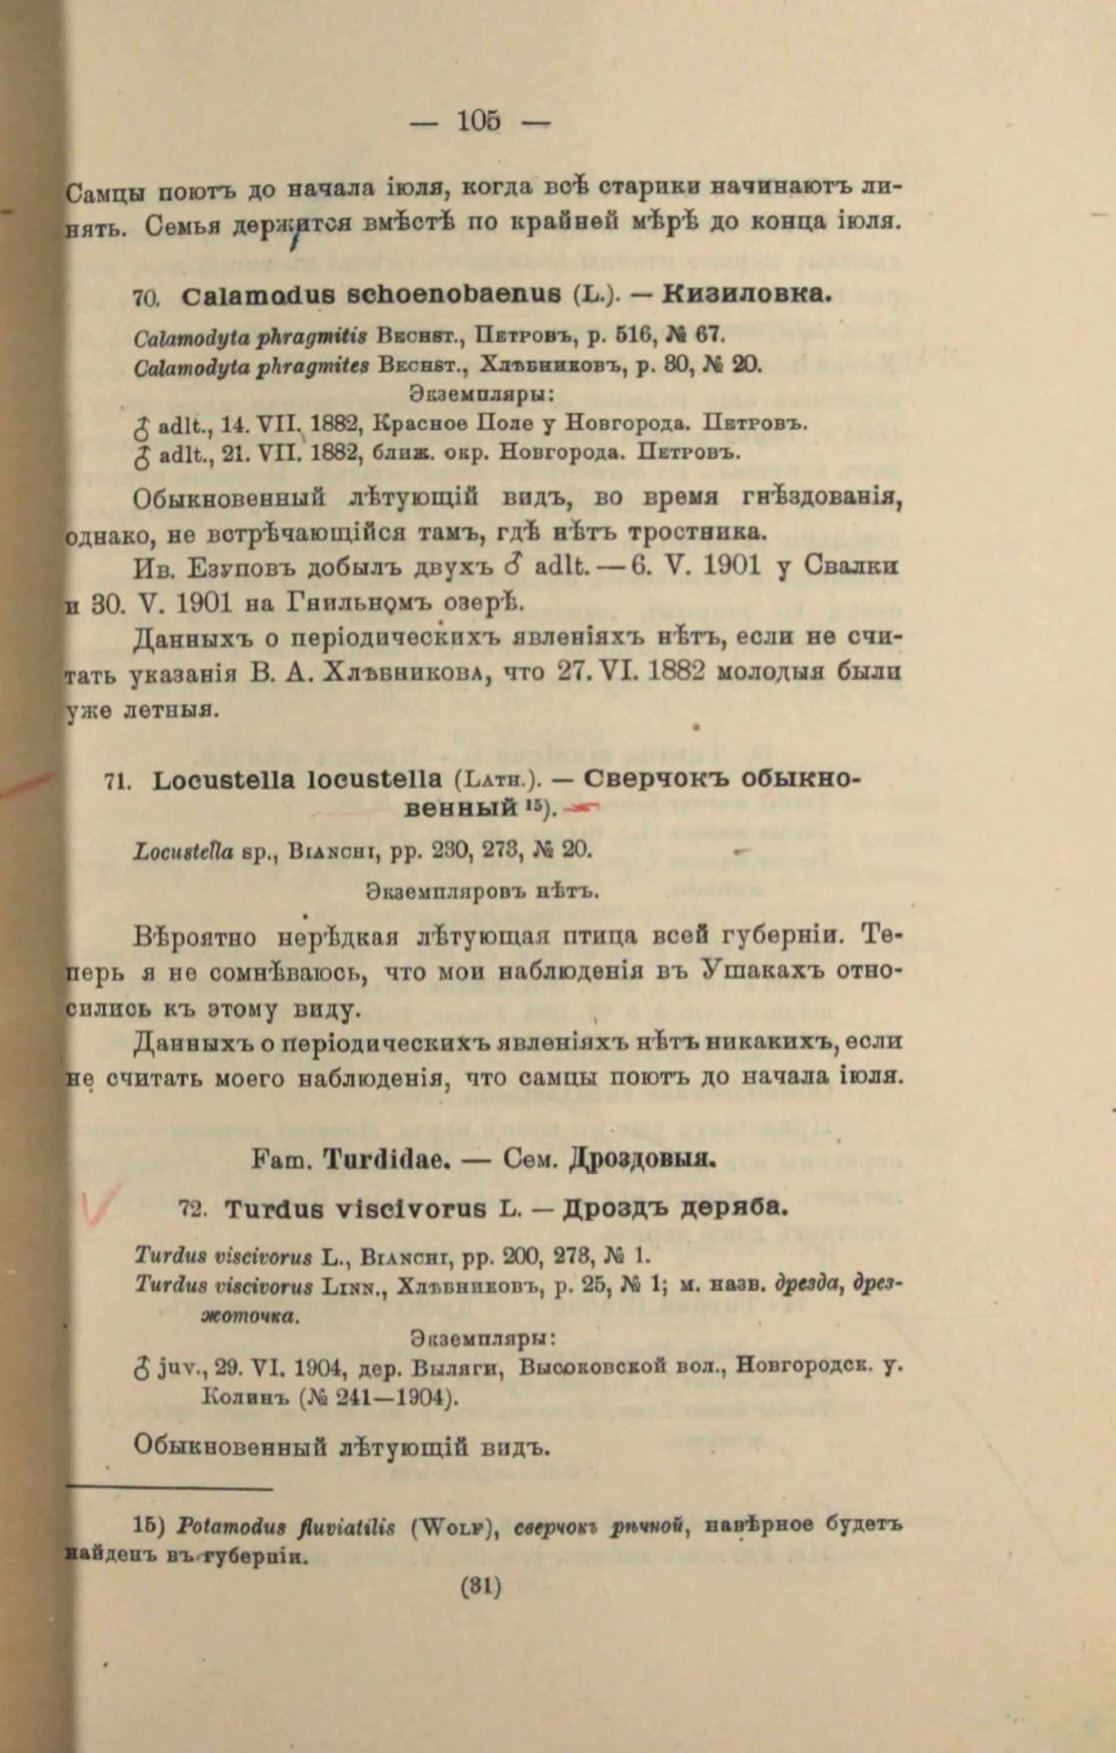 — 105 —
Самцы поютъ до начала іюля, когда всѣ старики начинаютъ ли-
нять. Семья держится вмѣстѣ по крайней мѣрѣ до конца іюля.
70. Calamodus schoenobaenus (L.). — Кизиловка.
Calamodyta phragmitis Bechst., Петровъ, p. 516, № 67.
Calamodyta phragmites Bechst., Хлѣбниковъ, p. 30, № 20.
Экземпляры:
♂ adlt., 14. VII. 1882, Красное Поле у Новгорода. Петровъ.
♂ adlt., 21. VII. 1882, ближ. окр. Новгорода. Петровъ.
Обыкновенный лѣтующій видъ, во время гнѣздованія,
однако, не встрѣчающійся тамъ, гдѣ нѣтъ тростника.
Ив. Езуповъ добылъ двухъ ♂ adlt. — 6. V. 1901 у Свалки
и 30. V. 1901 на Гнильномъ озерѣ.
Данныхъ о періодическихъ явленіяхъ нѣтъ, если не счи-
тать указанія В. А. Хлѣбникова, что 27. VI. 1882 молодыя были
уже летныя.
71. Locustella locustella (Lath.). — Сверчокъ обыкно-
венный ¹⁵).
Locustella sp., Bianchi, pp. 230, 273, № 20.
Экземпляровъ нѣтъ.
Вѣроятно нерѣдкая лѣтующая птица всей губерніи. Те-
перь я не сомнѣваюсь, что мои наблюденія въ Ушакахъ отно-
сились къ этому виду.
Данныхъ о періодическихъ явленіяхъ нѣтъ никакихъ, если
не считать моего наблюденія, что самцы поютъ до начала іюля.
Fam. Turdidae. — Сем. Дроздовыя.
72. Turdus viscivorus L. — Дроздъ деряба.
Turdus viscivorus L., Bianchi, pp. 200, 273, № 1.
Turdus viscivorus Linn., Хлѣбниковъ, p. 25, № 1; м. назв. дрезда, дрез-
жоточка.
Экземпляры:
♂ juv., 29. VI. 1904, дер. Выляги, Высоковской вол., Новгородск. у.
Колинъ (№ 241—1904).
Обыкновенный лѣтующій видъ.
15) Potamodus fluviatilis (Wolf), сверчокъ рѣчной, навѣрное будетъ
найденъ въ губерніи.
(31)